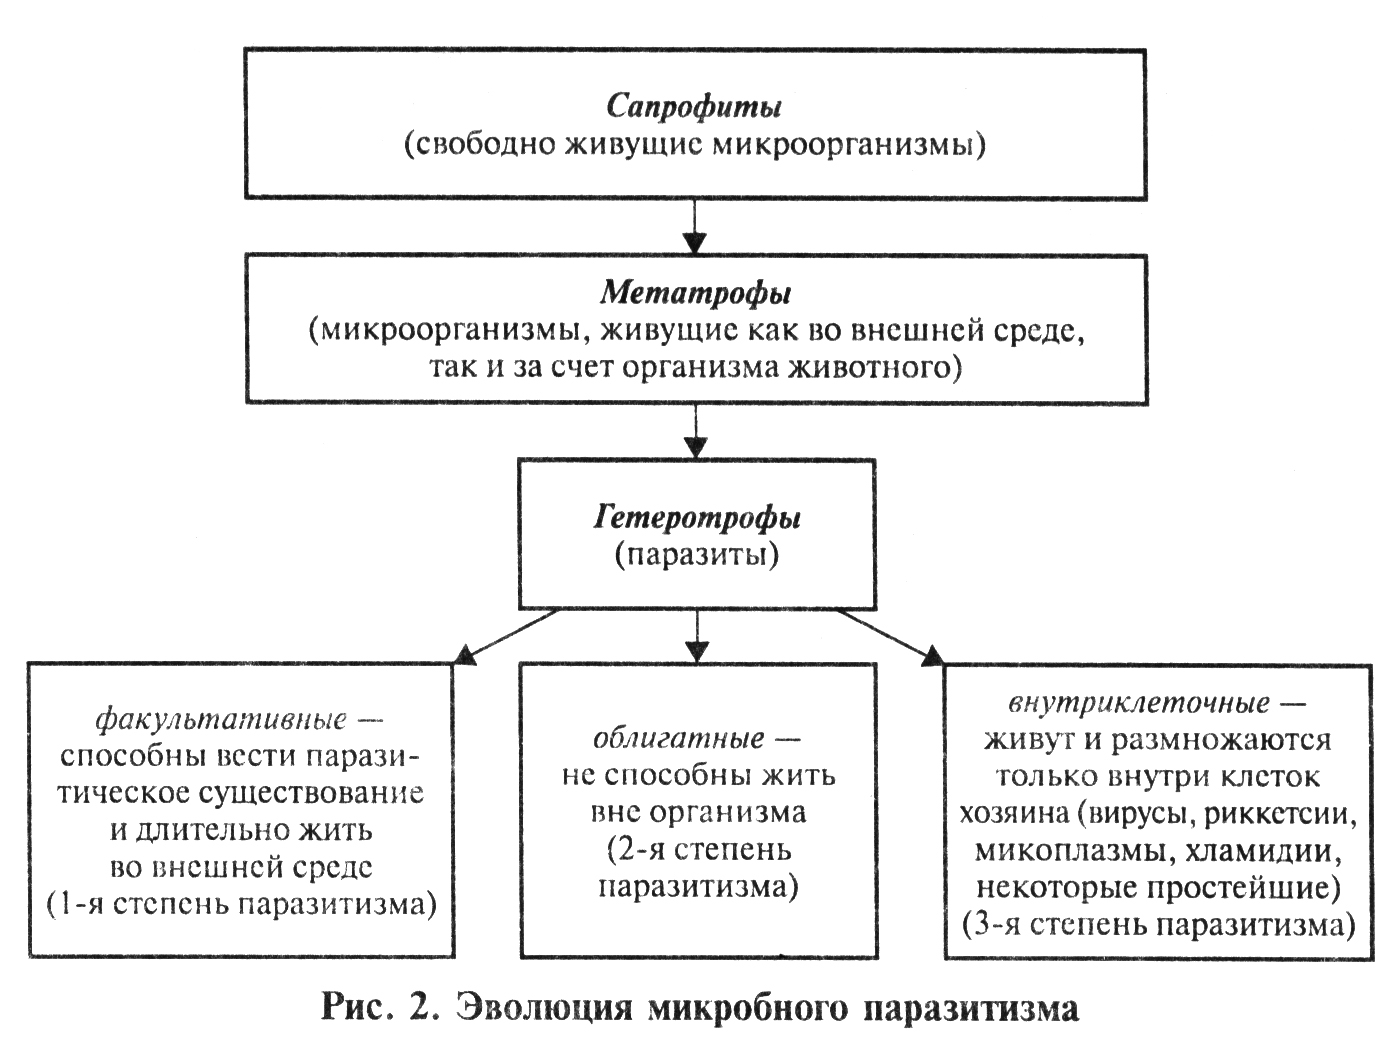 Сапрофиты
(свободно живущие микроорганизмы)
Метатрофы
(микроорганизмы, живущие как во внешней среде,
так и за счет организма животного)
Гетеротрофы
(паразиты)
факультативные —
способны вести парази-
тическое существование
и длительно жить
во внешней среде
(1-я степень паразитизма)
облигатные —
не способны жить
вне организма
(2-я степень
паразитизма)
внутриклеточные —
живут и размножаются
только внутри клеток
хозяина (вирусы, риккетсии,
микоплазмы, хламидии,
некоторые простейшие)
(3-я степень паразитизма)
Рис. 2. Эволюция микробного паразитизма